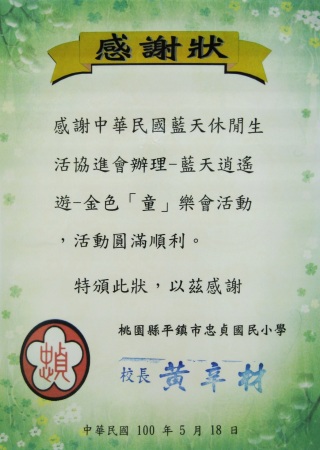 感謝狀
感謝中華民國藍天休閒生
活協進會辦理-藍天逍遙
遊-金色「童」樂會活動
，活動圓滿順利。
特頒此狀，以茲感謝
桃園縣平鎮市忠貞國民小學
校長 黃辛材
中華民國 100 年 5 月 18 日